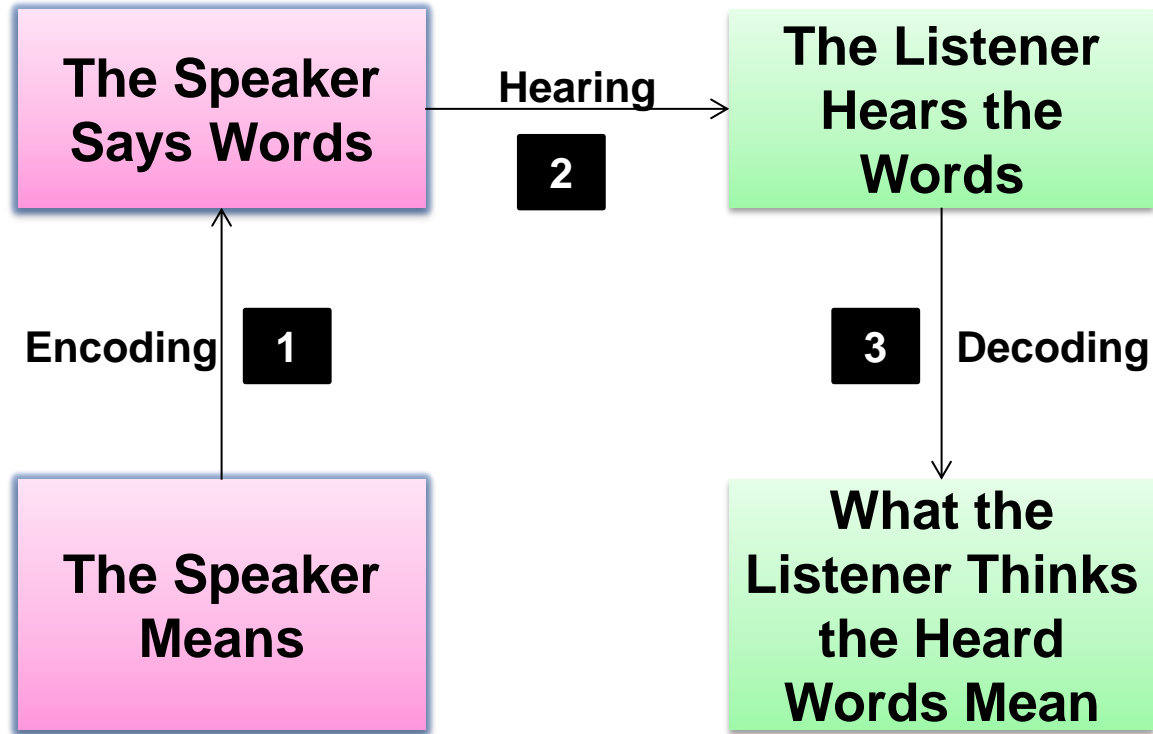 The Speaker
Says Words
Hearing
2
The Listener
Hears the
Words
Encoding
1
3
Decoding
The Speaker
Means
What the
Listener Thinks
the Heard
Words Mean